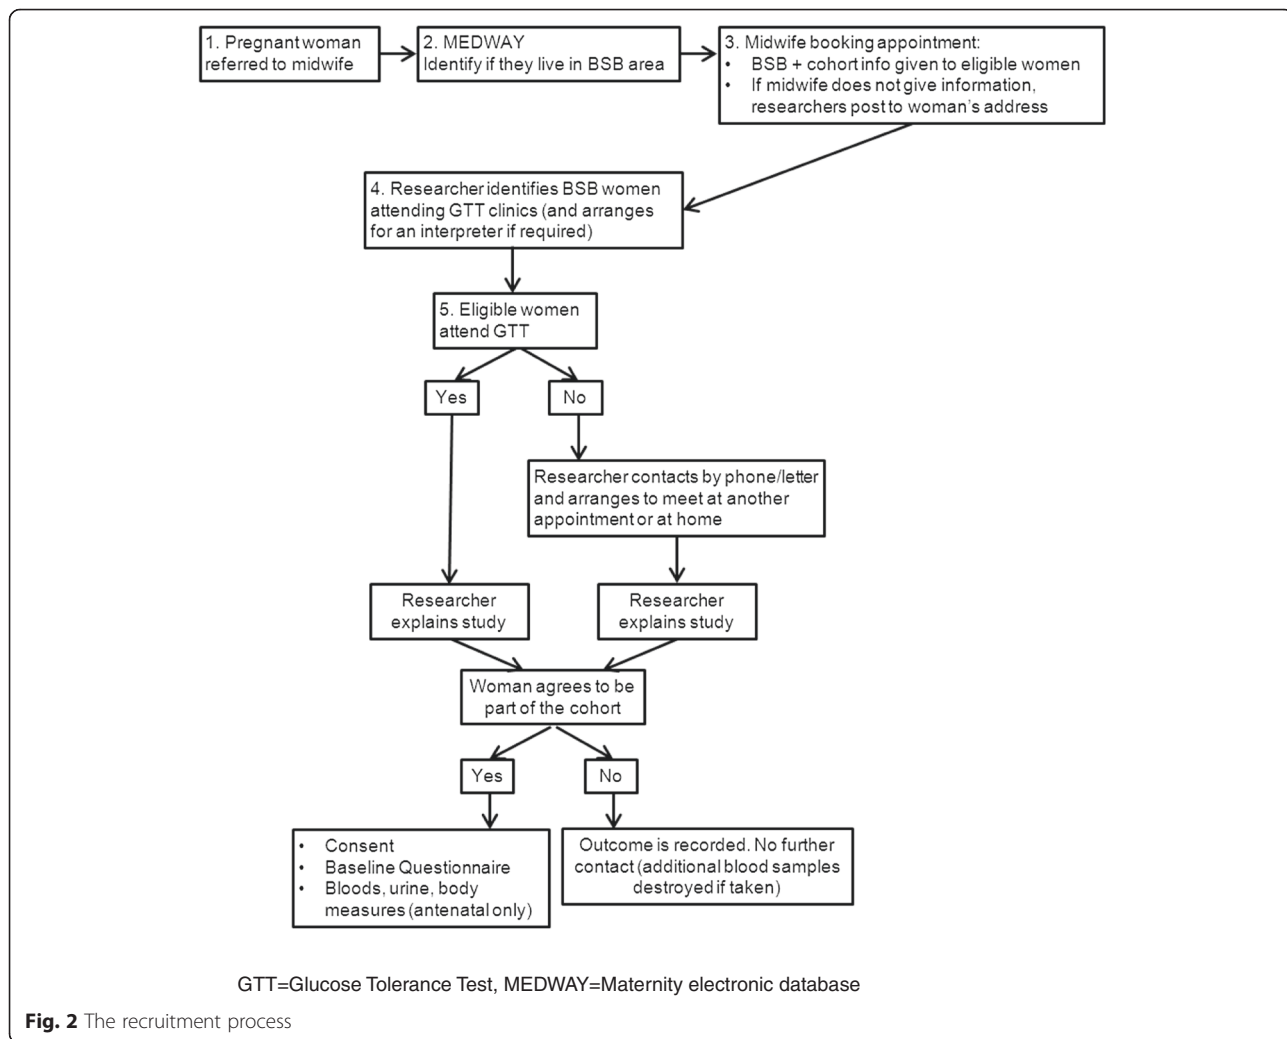 1. Pregnant woman
referred to midwife
2. MEDWAY
Identify if they live in BSB area
3. Midwife booking appointment:
• BSB + cohort info given to eligible women
• If midwife does not give information,
researchers post to woman's address
4. Researcher identifies BSB women
attending GTT clinics (and arranges
for an interpreter if required)
5. Eligible women
attend GTT
Yes
No
Researcher contacts by phone/letter
and arranges to meet at another
appointment or at home
Researcher
explains study
Researcher
explains study
Woman agrees to be
part of the cohort
Yes
No
• Consent
• Baseline Questionnaire
• Bloods, urine, body
measures (antenatal only)
Outcome is recorded. No further
contact (additional blood samples
destroyed if taken)
GTT=Glucose Tolerance Test, MEDWAY=Maternity electronic database
Fig. 2 The recruitment process